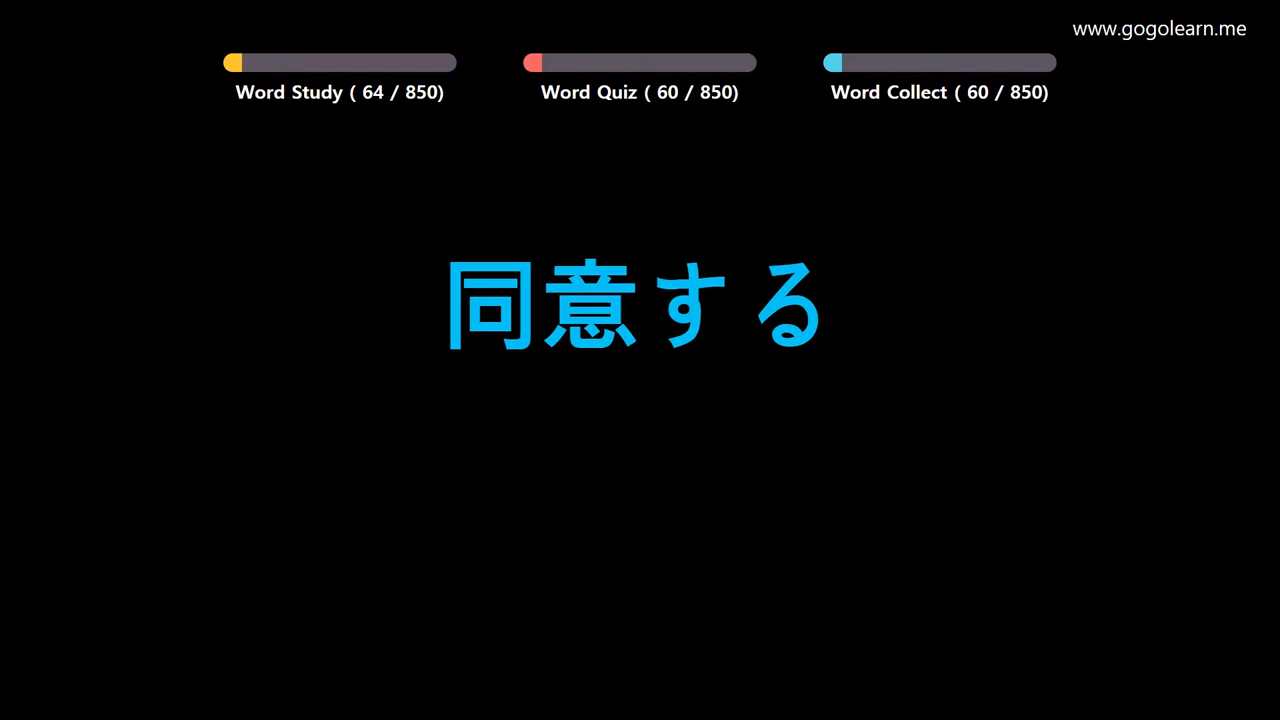 www.gogolearn.me
Word Study ( 64 / 850)
Word Quiz ( 60 / 850)
Word Collect ( 60 / 850)
同意する